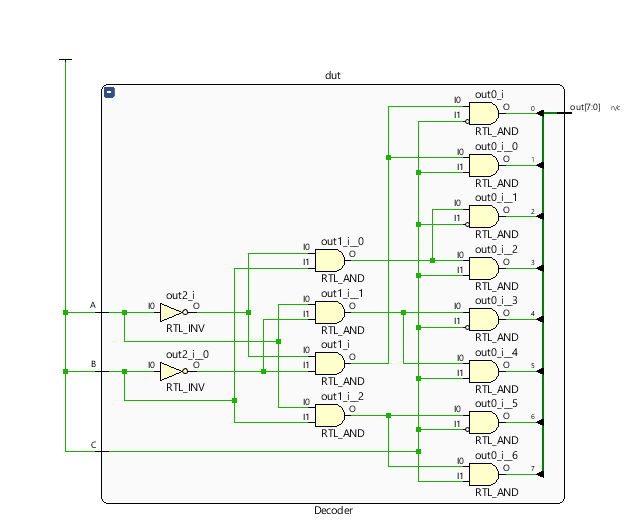 dut
out0_i
I0
I1
O
RTL_AND
0
out[7:0]
n/c
out0_i__0
I0
I1
O
RTL_AND
1
out0_i__1
I0
I1
O
RTL_AND
2
out1_i__0
I0
I1
O
RTL_AND
out0_i__2
I0
I1
O
RTL_AND
3
A
out2_i
I0
O
RTL_INV
out1_i__1
I0
I1
O
RTL_AND
out0_i__3
I0
I1
O
RTL_AND
4
B
out2_i__0
I0
O
RTL_INV
out1_i
I0
I1
O
RTL_AND
out0_i__4
I0
I1
O
RTL_AND
5
out1_i__2
I0
I1
O
RTL_AND
out0_i__5
I0
I1
O
RTL_AND
6
C
out0_i__6
I0
I1
O
RTL_AND
7
Decoder